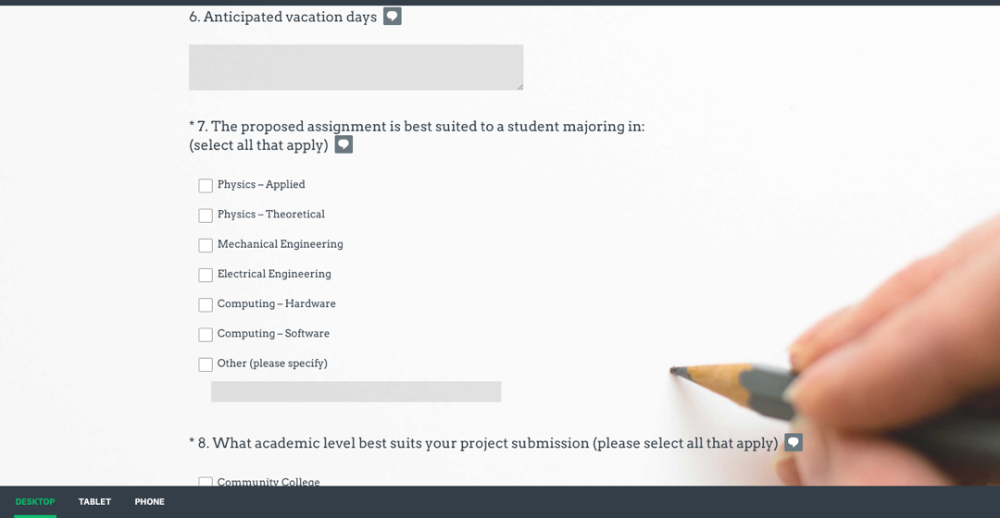 6. Anticipated vacation days
* 7. The proposed assignment is best suited to a student majoring in:
(select all that apply)
Physics – Applied
Physics – Theoretical
Mechanical Engineering
Electrical Engineering
Computing – Hardware
Computing – Software
Other (please specify)
* 8. What academic level best suits your project submission (please select all that apply)
Community College
DESKTOP TABLET PHONE